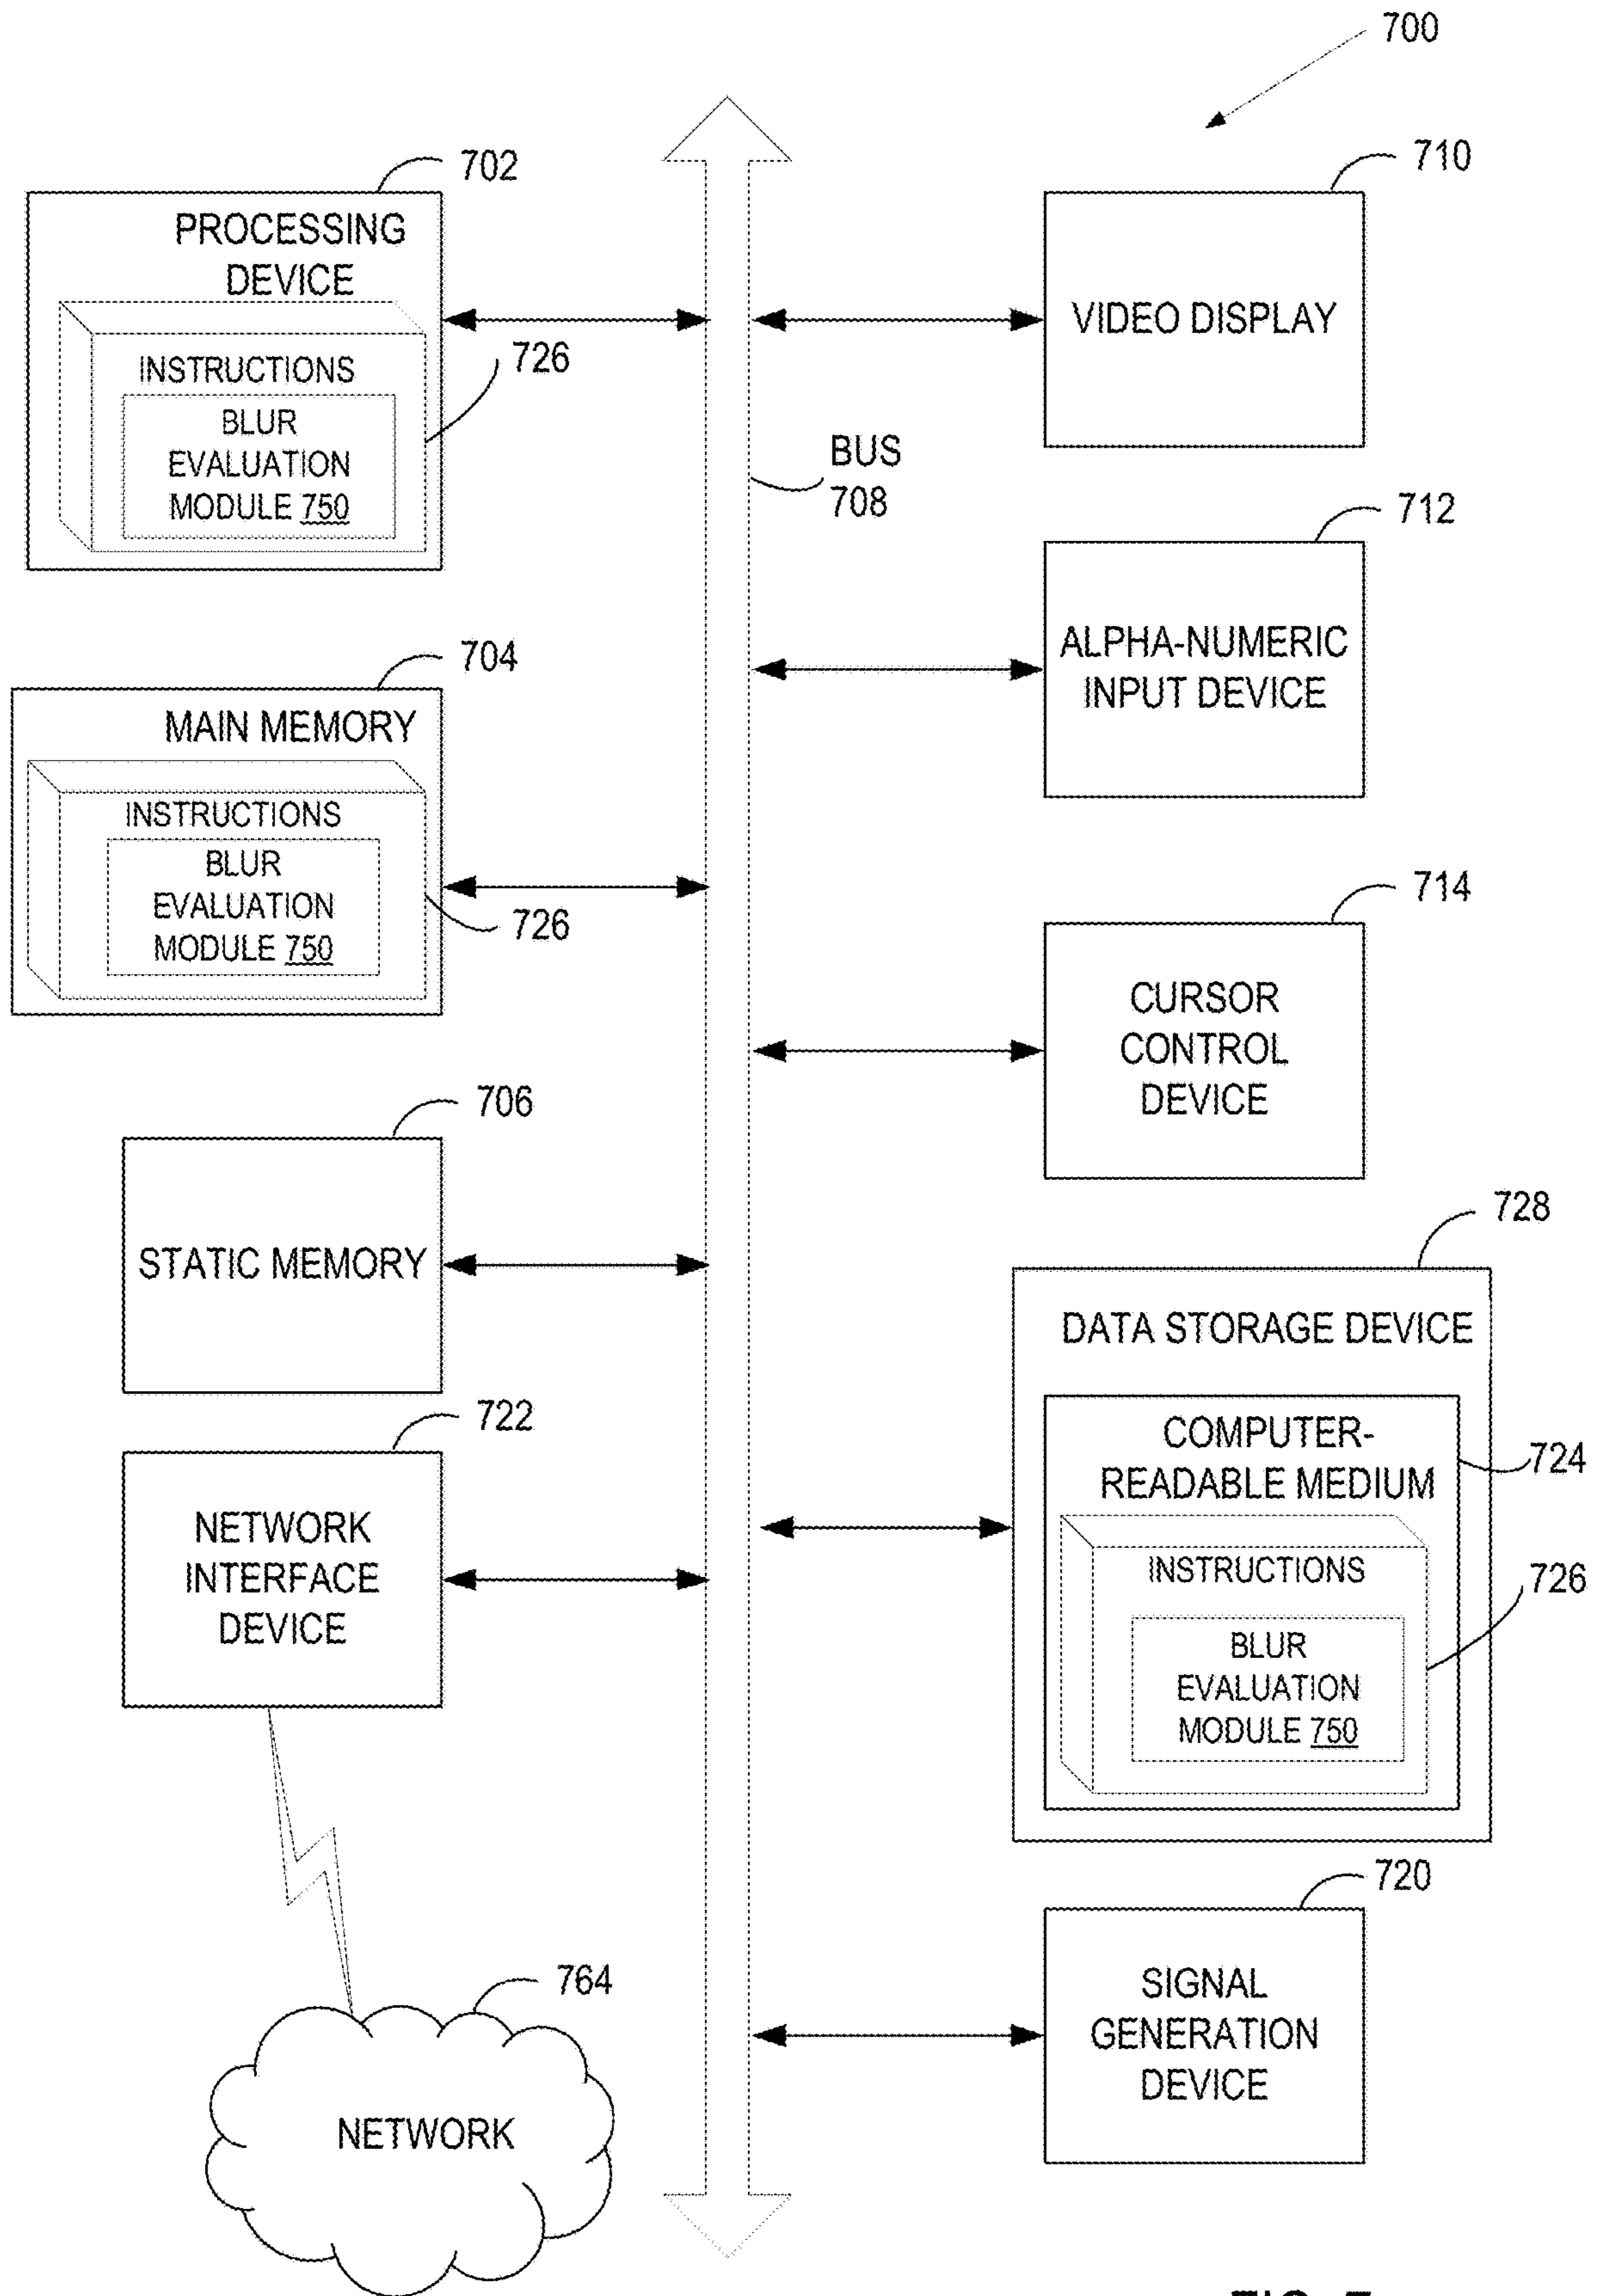 700
702
PROCESSING
DEVICE
INSTRUCTIONS
BLUR
EVALUATION
MODULE 750
726
704
MAIN MEMORY
INSTRUCTIONS
BLUR
EVALUATION
MODULE 750
726
706
STATIC MEMORY
722
NETWORK
INTERFACE
DEVICE
764
NETWORK
BUS
708
710
VIDEO DISPLAY
712
ALPHA-NUMERIC
INPUT DEVICE
714
CURSOR
CONTROL
DEVICE
728
DATA STORAGE DEVICE
COMPUTER-
READABLE MEDIUM
724
INSTRUCTIONS
726
BLUR
EVALUATION
MODULE 750
720
SIGNAL
GENERATION
DEVICE